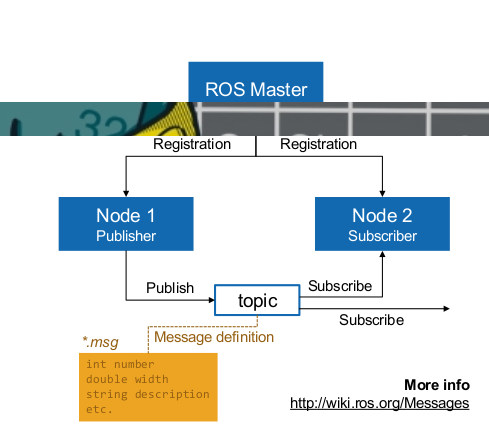 ROS Master
Registration
Registration
Node 1
Publisher
Node 2
Subscriber
Publish
topic
Subscribe
Subscribe
*.msg
Message definition
int number
double width
string description
etc.
More info
http://wiki.ros.org/Messages